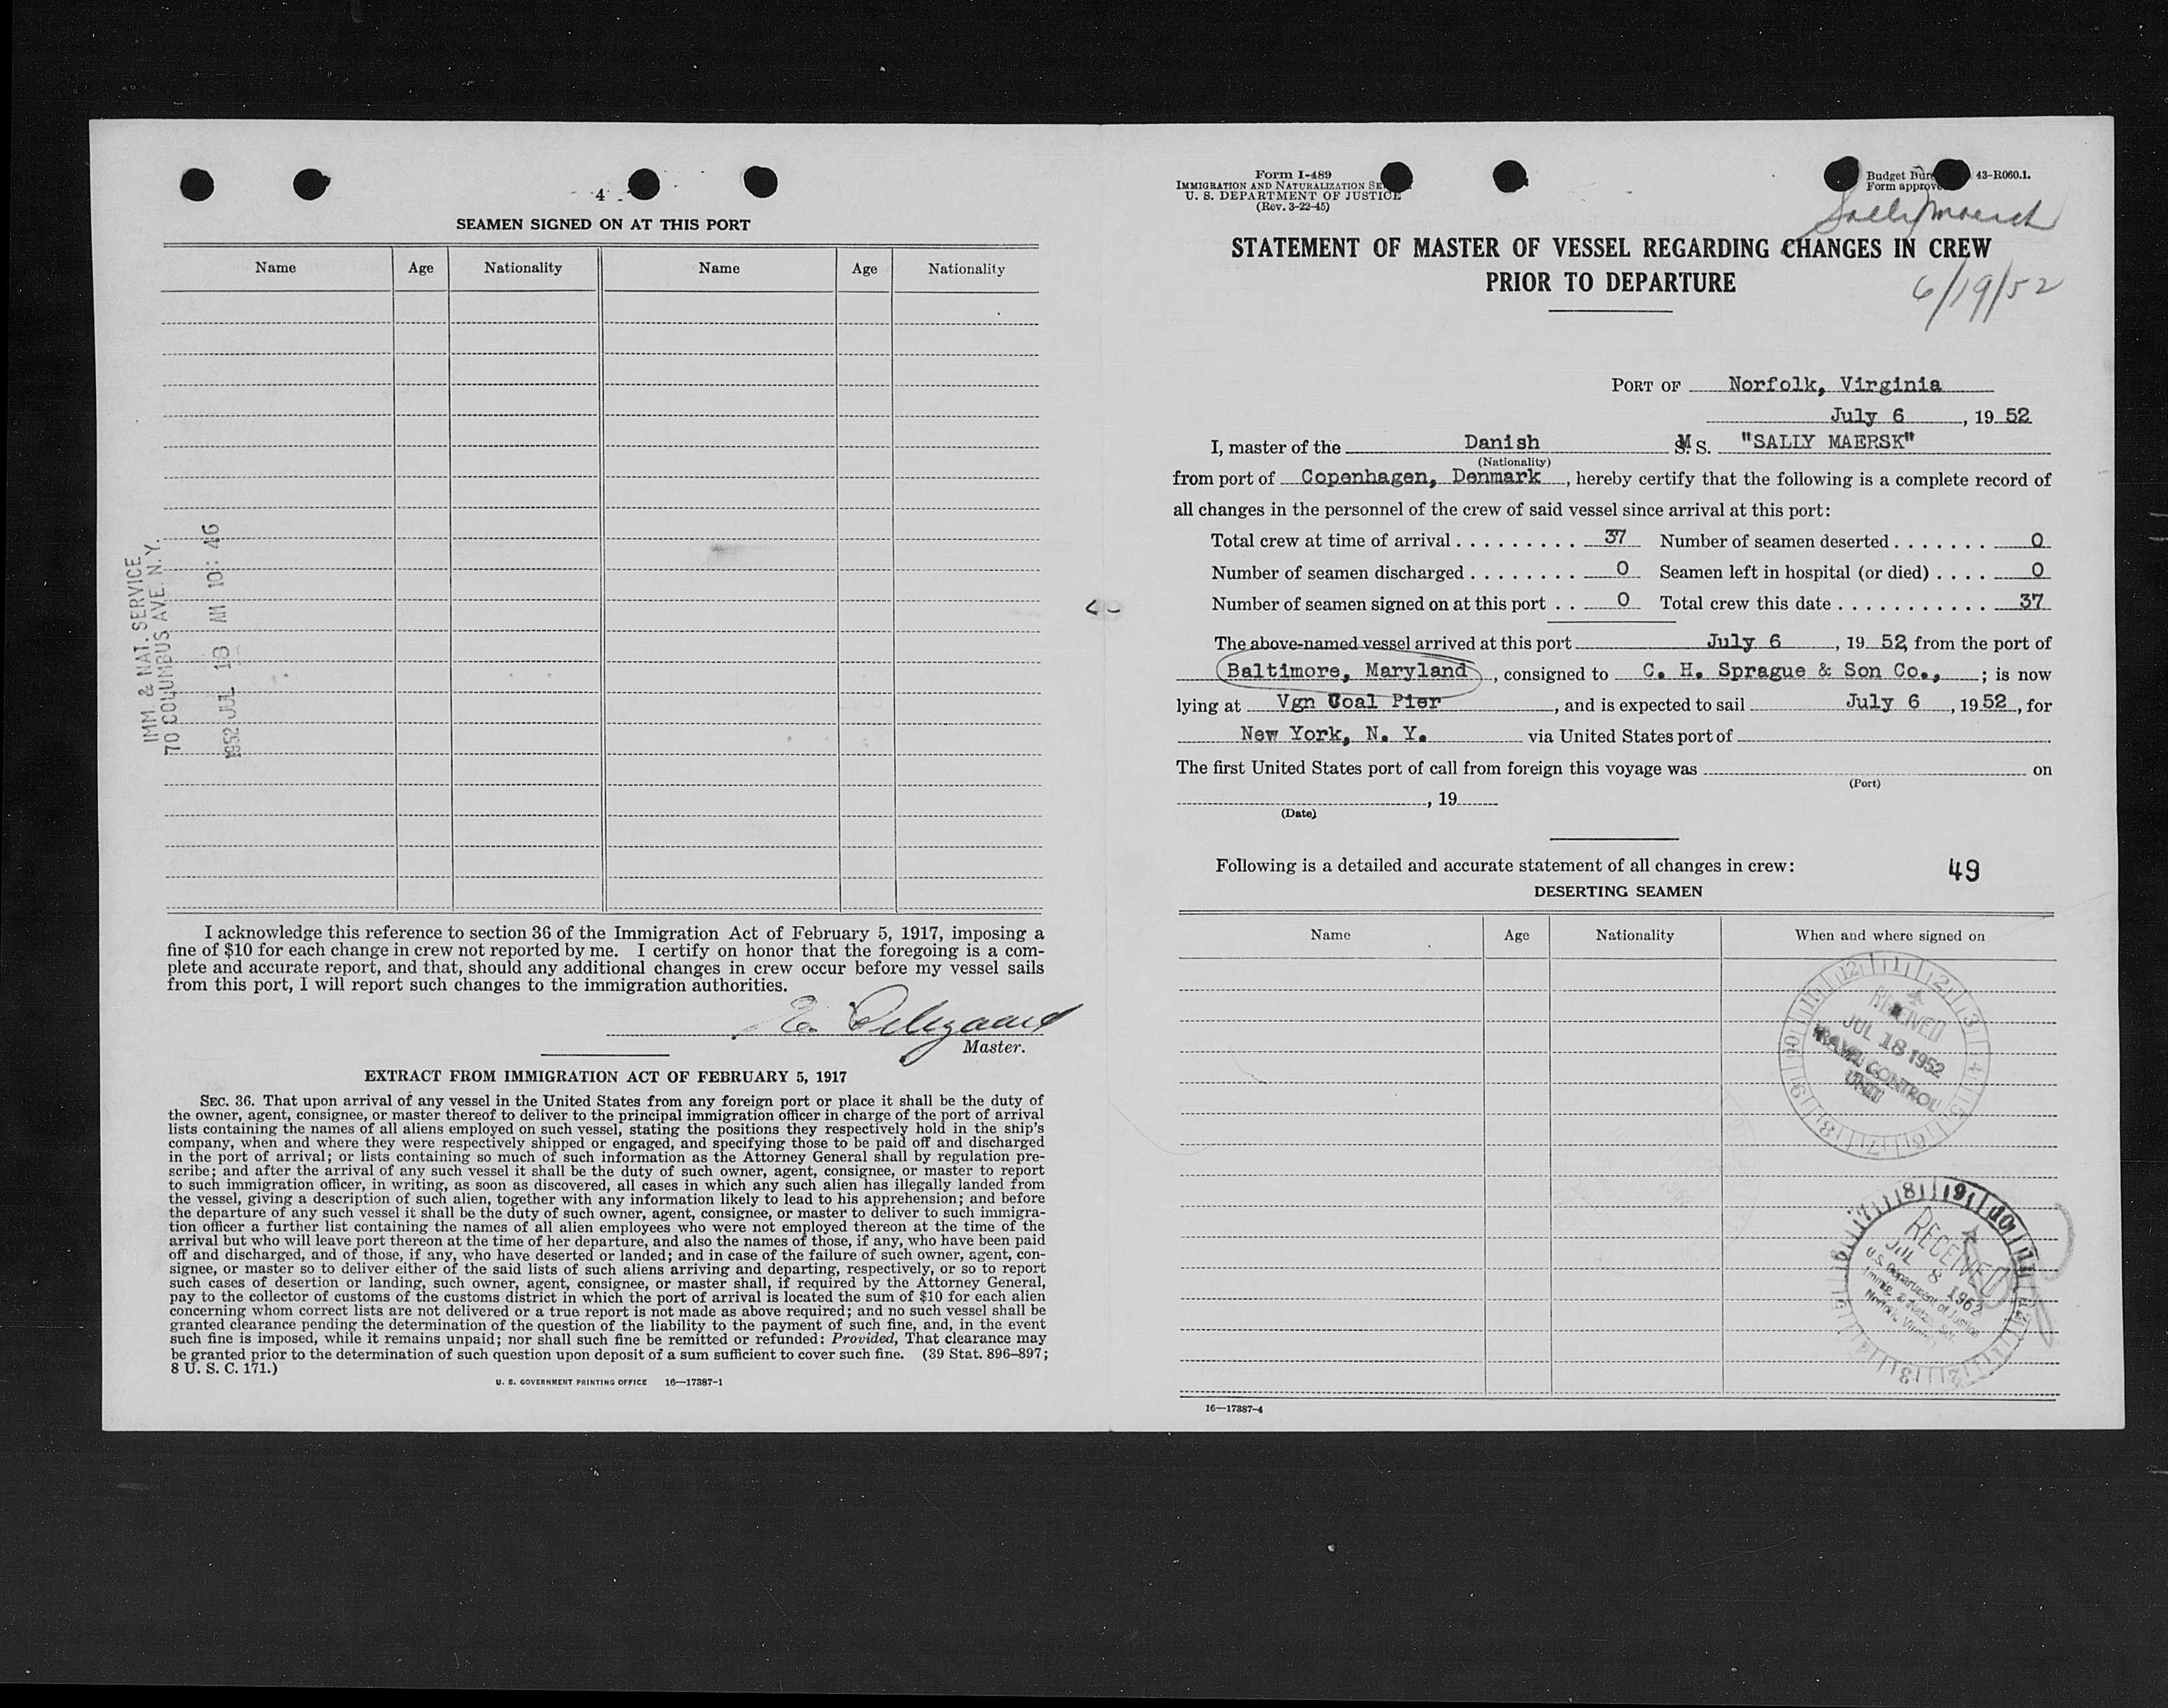 4
SEAMEN SIGNED ON AT THIS PORT
Name Age Nationality Name Age Nationality
IMM. & NAT. SERVICE
70 COLUMBUS AVE. N. Y.
1952 JUL 18 AM 10: 46
I acknowledge this reference to section 36 of the Immigration Act of February 5, 1917, imposing a
fine of $10 for each change in crew not reported by me. I certify on honor that the foregoing is a com-
plete and accurate report, and that, should any additional changes in crew occur before my vessel sails
from this port, I will report such changes to the immigration authorities.
Master.
EXTRACT FROM IMMIGRATION ACT OF FEBRUARY 5, 1917
SEC. 36. That upon arrival of any vessel in the United States from any foreign port or place it shall be the duty of
the owner, agent, consignee, or master thereof to deliver to the principal immigration officer in charge of the port of arrival
lists containing the names of all aliens employed on such vessel, stating the positions they respectively hold in the ship's
company, when and where they were respectively shipped or engaged, and specifying those to be paid off and discharged
in the port of arrival; or lists containing so much of such information as the Attorney General shall by regulation pre-
scribe; and after the arrival of any such vessel it shall be the duty of such owner, agent, consignee, or master to report
to such immigration officer, in writing, as soon as discovered, all cases in which any such alien has illegally landed from
the vessel, giving a description of such alien, together with any information likely to lead to his apprehension; and before
the departure of any such vessel it shall be the duty of such owner, agent, consignee, or master to deliver to such immigra-
tion officer a further list containing the names of all alien employees who were not employed thereon at the time of the
arrival but who will leave port thereon at the time of her departure, and also the names of those, if any, who have been paid
off and discharged, and of those, if any, who have deserted or landed; and in case of the failure of such owner, agent, con-
signee, or master so to deliver either of the said lists of such aliens arriving and departing, respectively, or so to report
such cases of desertion or landing, such owner, agent, consignee, or master shall, if required by the Attorney General,
pay to the collector of customs of the customs district in which the port of arrival is located the sum of $10 for each alien
concerning whom correct lists are not delivered or a true report is not made as above required; and no such vessel shall be
granted clearance pending the determination of the question of the liability to the payment of such fine, and, in the event
such fine is imposed, while it remains unpaid; nor shall such fine be remitted or refunded: Provided, That clearance may
be granted prior to the determination of such question upon deposit of a sum sufficient to cover such fine. (39 Stat. 896–897;
8 U. S. C. 171.)
U. S. GOVERNMENT PRINTING OFFICE 16—17387-1
Form I-489
IMMIGRATION AND NATURALIZATION
U. S. DEPARTMENT OF JUSTICE
(Rev. 3-22-45)
Budget 43-R060.1.
Form
Sally Maersk
STATEMENT OF MASTER OF VESSEL REGARDING CHANGES IN CREW
PRIOR TO DEPARTURE
6/19/52
PORT OF Norfolk, Virginia
July 6, 1952
I, master of the Danish M S. "SALLY MAERSK"
(Nationality)
from port of Copenhagen, Denmark, hereby certify that the following is a complete record of
all changes in the personnel of the crew of said vessel since arrival at this port:
Total crew at time of arrival . . . . . . . . . 37 Number of seamen deserted . . . . . . . 0
Number of seamen discharged . . . . . . . . 0 Seamen left in hospital (or died) . . . . 0
Number of seamen signed on at this port . . 0 Total crew this date . . . . . . . . . . . 37
The above-named vessel arrived at this port July 6, 1952, from the port of
Baltimore, Maryland, consigned to C. H. Sprague & Son Co.,; is now
lying at Vgn Coal Pier, and is expected to sail July 6, 1952, for
New York, N. Y. via United States port of
The first United States port of call from foreign this voyage was on
(Port)
, 19
(Date)
Following is a detailed and accurate statement of all changes in crew: 49
DESERTING SEAMEN
Name Age Nationality When and where signed on
RECEIVED
JUL 18 1952
TRAVEL CONTROL
UNIT
RECEIVED
JUL 8 1952
U.S. Department of Justice
Immig. & Natz. Ser.
Norfolk, Virginia
16—17387-4